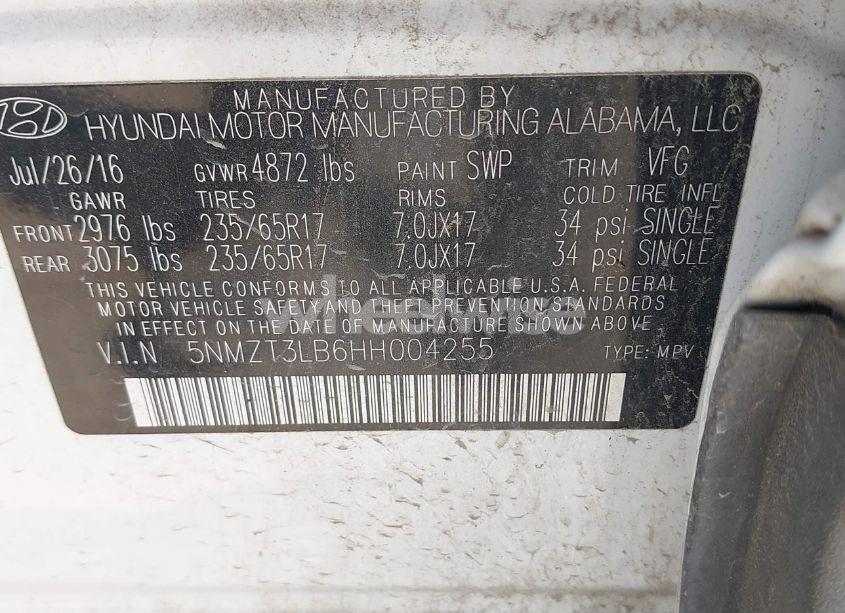 MANUFACTURED BY
HYUNDAI MOTOR MANUFACTURING ALABAMA, LLC
Jul/26/16 GVWR 4872 lbs PAINT SWP TRIM VFG
GAWR TIRES RIMS COLD TIRE INFL
FRONT 2976 lbs 235/65R17 7.0JX17 34 psi SINGLE
REAR 3075 lbs 235/65R17 7.0JX17 34 psi SINGLE
THIS VEHICLE CONFORMS TO ALL APPLICABLE U.S.A. FEDERAL
MOTOR VEHICLE SAFETY AND THEFT PREVENTION STANDARDS
IN EFFECT ON THE DATE OF MANUFACTURE SHOWN ABOVE.
V.I.N 5NMZT3LB6HH004255 TYPE: MPV